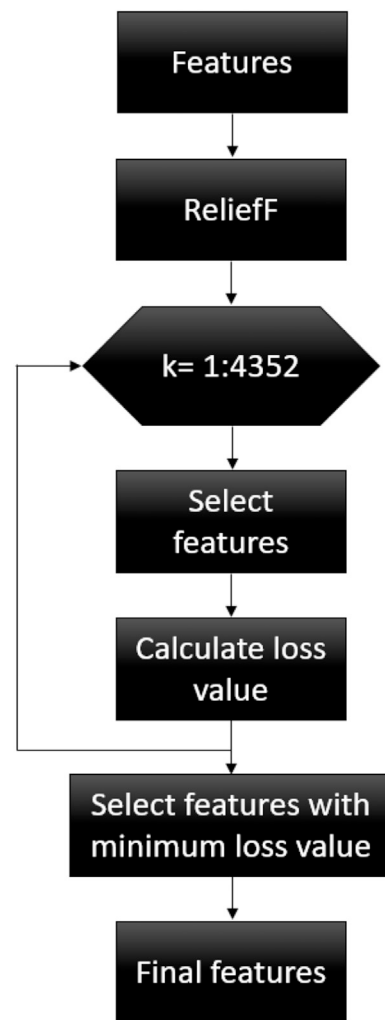 Features
ReliefF
k= 1:4352
Select
features
Calculate loss
value
Select features with
minimum loss value
Final features